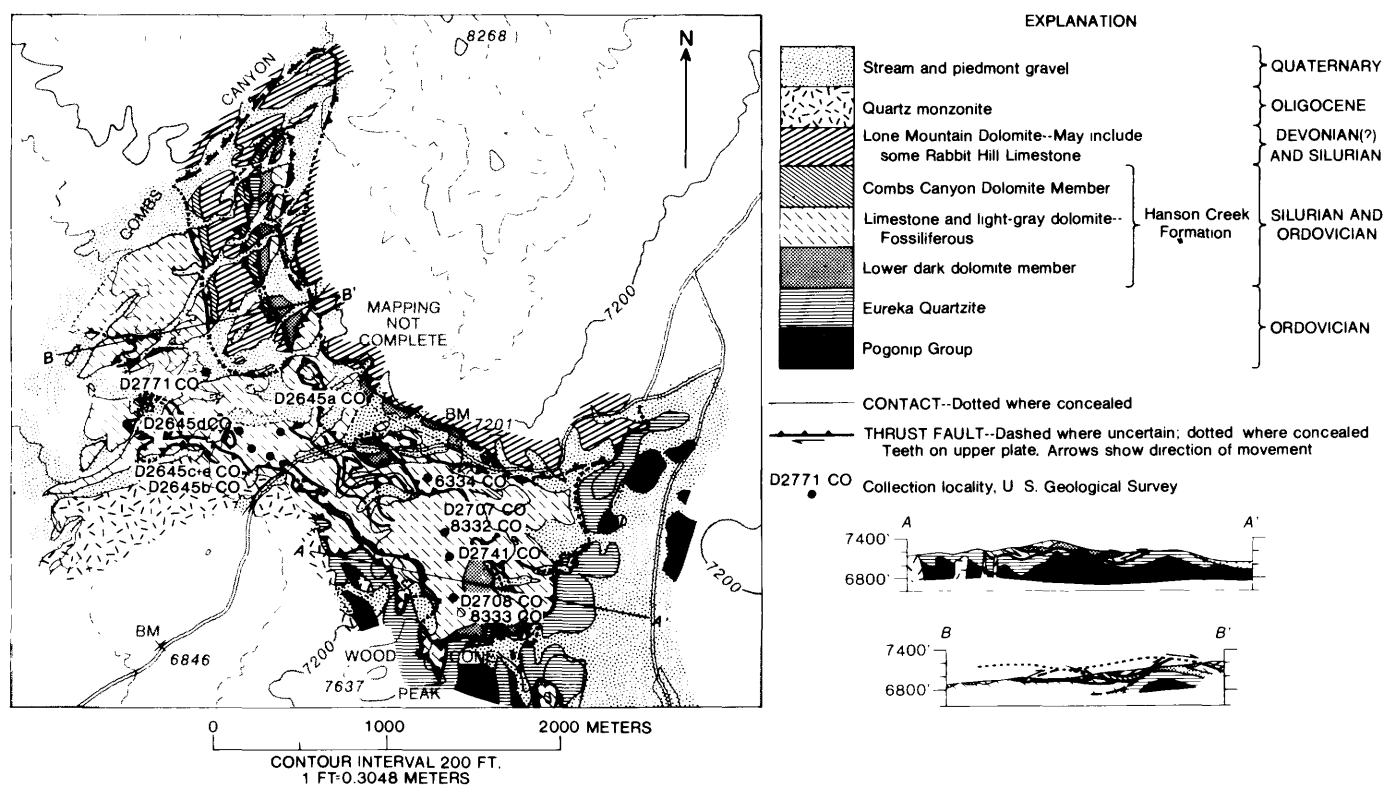 8268
N
CANYON
COMBS
7200
B'
MAPPING
NOT
COMPLETE
B
D2771 CO
D2645a CO
BM
7201
D2645d CO
D2645c+e CO
D2645b CO
6334 CO
D2707 CO
8332 CO
A
D2741 CO
7200
D2708 CO
8333 CO
A'
BM
6846
7200
WOOD CONE
7637
PEAK
0 1000 2000 METERS
CONTOUR INTERVAL 200 FT.
1 FT=0.3048 METERS
EXPLANATION
Stream and piedmont gravel
QUATERNARY
Quartz monzonite
OLIGOCENE
Lone Mountain Dolomite--May include
some Rabbit Hill Limestone
DEVONIAN(?)
AND SILURIAN
Combs Canyon Dolomite Member
Limestone and light-gray dolomite--
Fossiliferous
Lower dark dolomite member
Hanson Creek
Formation
SILURIAN AND
ORDOVICIAN
Eureka Quartzite
Pogonip Group
ORDOVICIAN
CONTACT--Dotted where concealed
THRUST FAULT--Dashed where uncertain; dotted where concealed
Teeth on upper plate. Arrows show direction of movement
D2771 CO
Collection locality, U S. Geological Survey
A A'
7400'
6800'
B B'
7400'
6800'